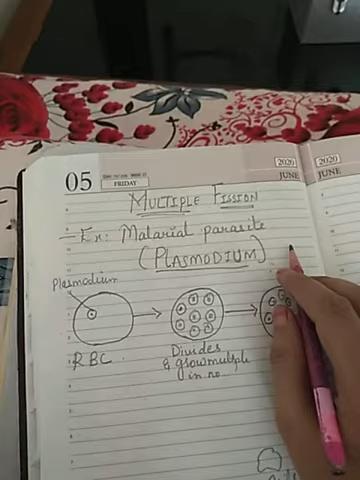 05
FRIDAY
2020
JUNE
2020
JUNE
MULTIPLE FISSION
Ex: Malarial parasite
(PLASMODIUM)
Plasmodium
RBC
Divides
& grow multiple
in no...